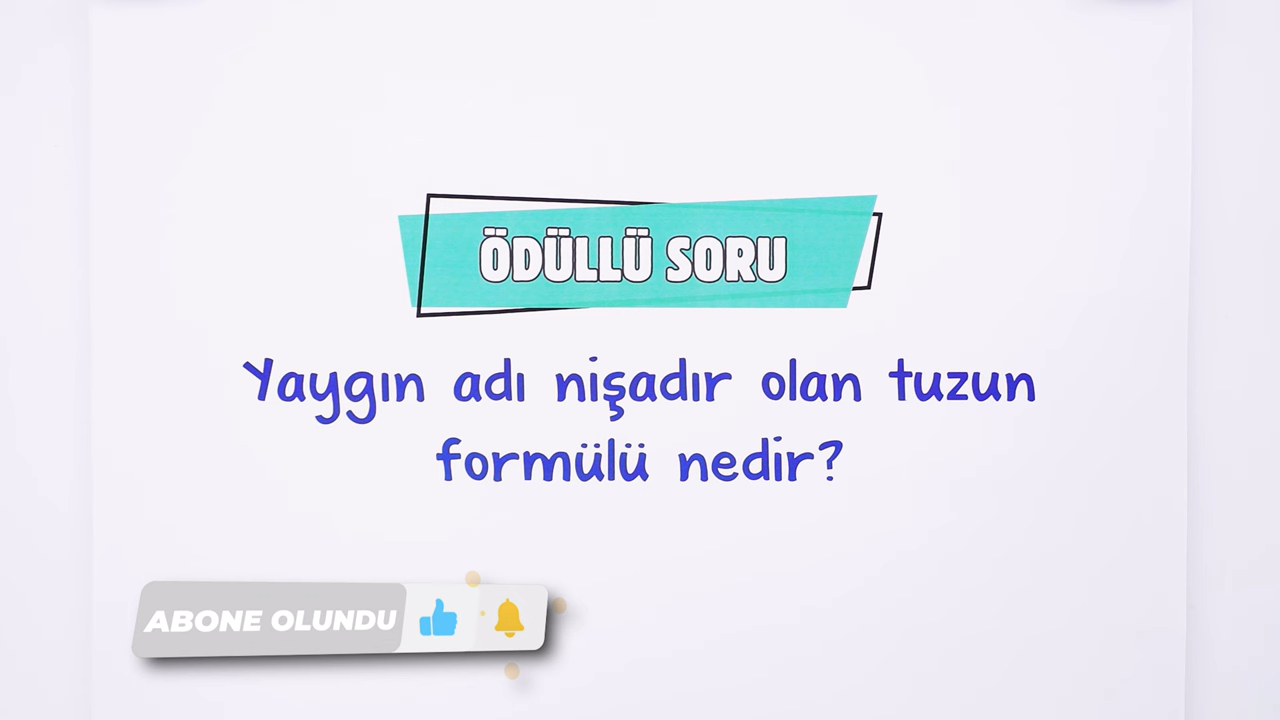 ÖDÜLLÜ SORU
Yaygın adı nişadır olan tuzun
formülü nedir?
ABONE OLUNDU